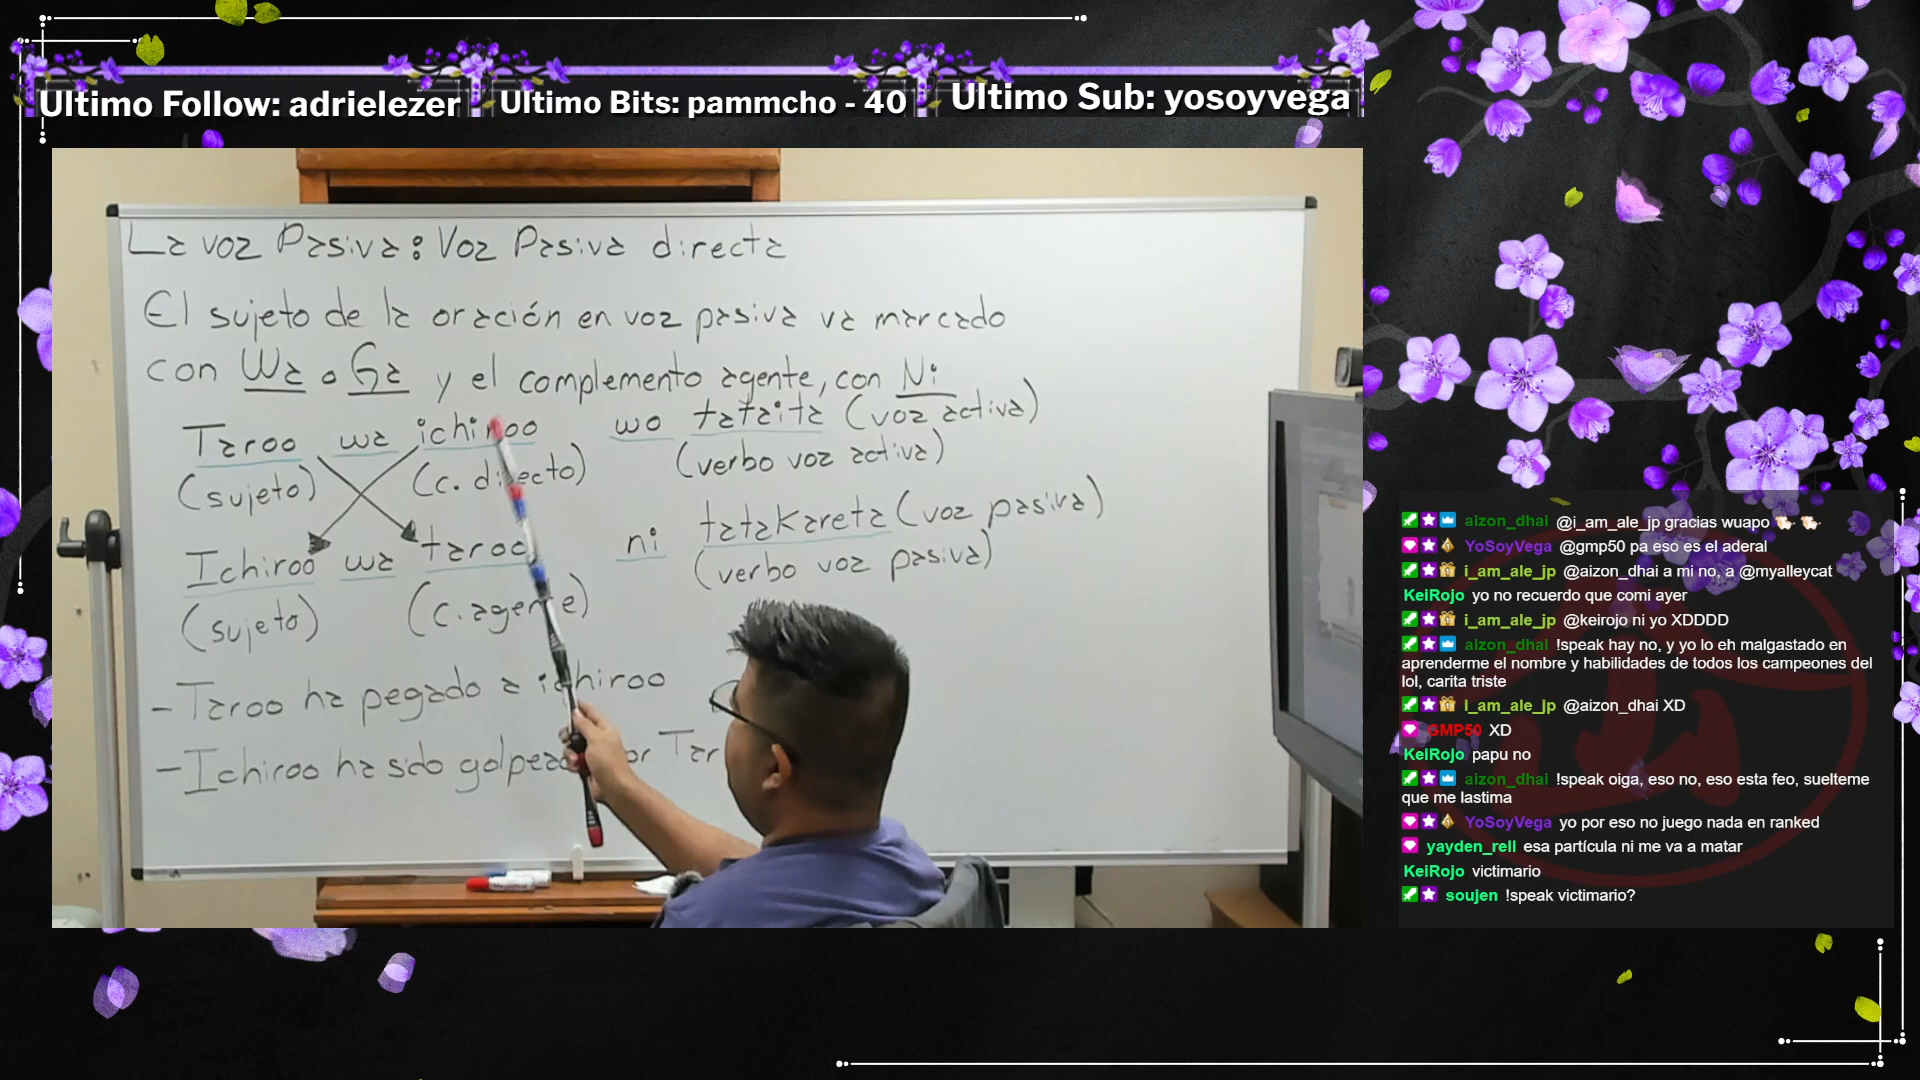 Ultimo Follow: adrielezer
Ultimo Bits: pammcho - 40
Ultimo Sub: yosoyvega
La voz Pasiva: Voz Pasiva directa
El sujeto de la oración en voz pasiva va marcado
con Wa o Ga y el complemento agente, con Ni
Taroo wa ichiroo wo tataita (voz activa)
(sujeto) (c. directo) (verbo voz activa)
Ichiroo wa taroo ni tatakareta (voz pasiva)
(sujeto) (c. agente) (verbo voz pasiva)
- Taroo ha pegado a ichiroo
- Ichiroo ha sido golpead or Tar
aizon_dhai @i_am_ale_jp gracias wuapo
YoSoyVega @gmp50 pa eso es el aderal
i_am_ale_jp @aizon_dhai a mi no, a @myalleycat
KeiRojo yo no recuerdo que comi ayer
i_am_ale_jp @keirojo ni yo XDDDD
aizon_dhai !speak hay no, y yo lo eh malgastado en
aprenderme el nombre y habilidades de todos los campeones del
lol, carita triste
i_am_ale_jp @aizon_dhai XD
GMP50 XD
KeiRojo papu no
aizon_dhai !speak oiga, eso no, eso esta feo, suelteme
que me lastima
YoSoyVega yo por eso no juego nada en ranked
yayden_rell esa partícula ni me va a matar
KeiRojo victimario
soujen !speak victimario?